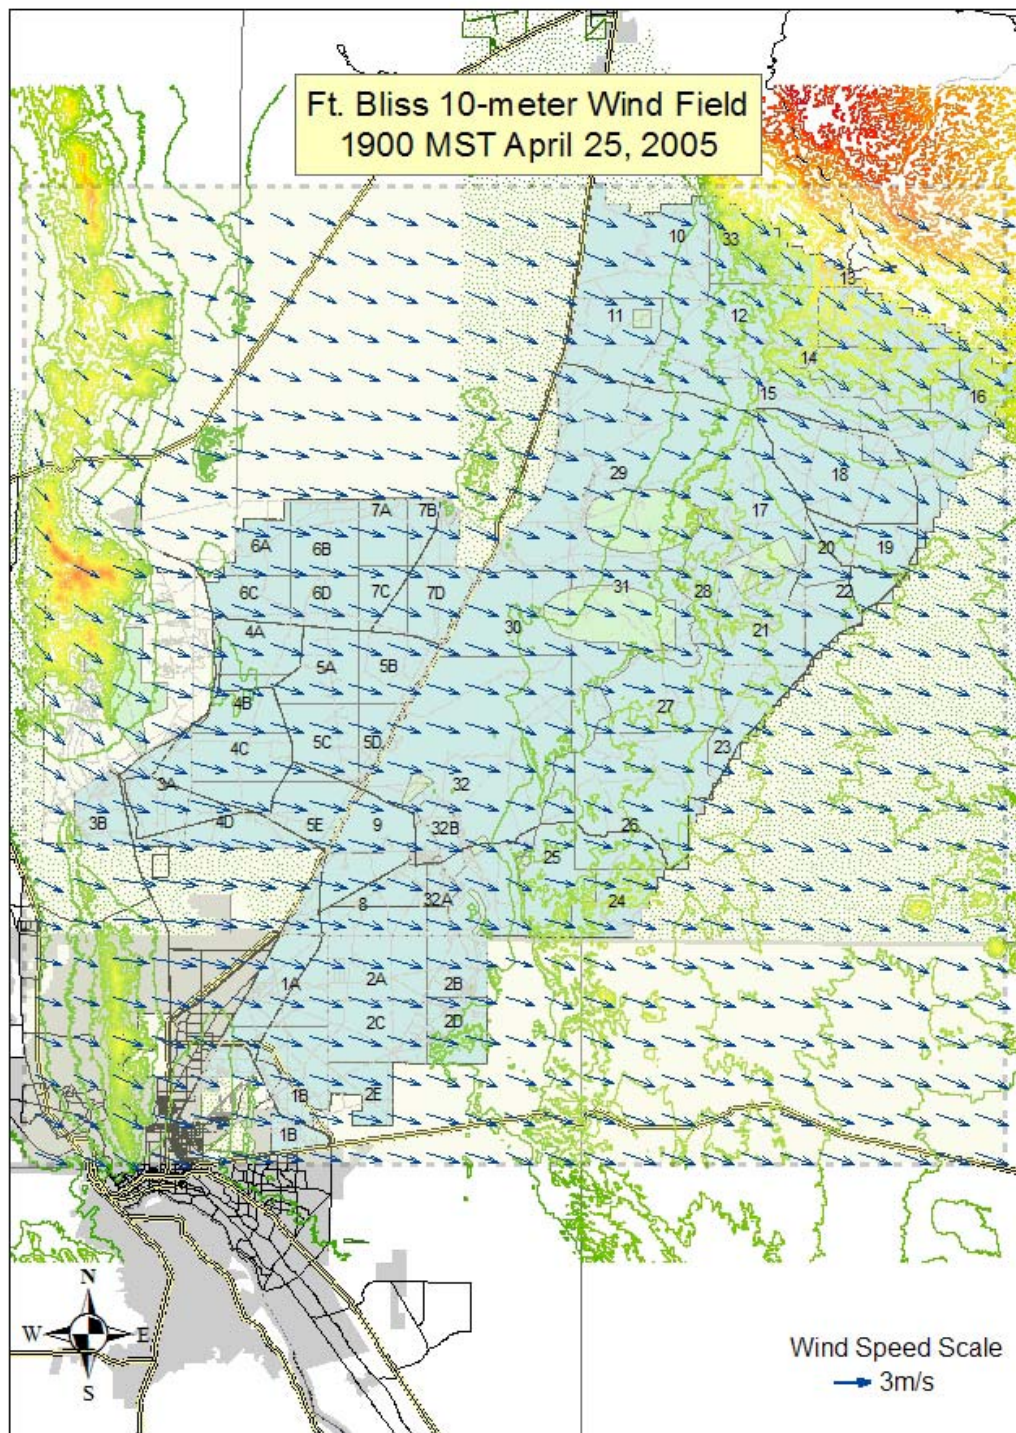 Ft. Bliss 10-meter Wind Field
1900 MST April 25, 2005
10
33
13
11
12
14
15
16
29
18
7A
7B
17
6A
6B
20
19
6C
6D
7C
7D
31
28
22
4A
30
21
5A
5B
4B
27
4C
5C
5D
23
3A
32
3B
4D
5E
9
32B
26
25
8
32A
24
1A
2A
2B
2C
2D
1B
2E
1B
N
W
E
S
Wind Speed Scale
3m/s